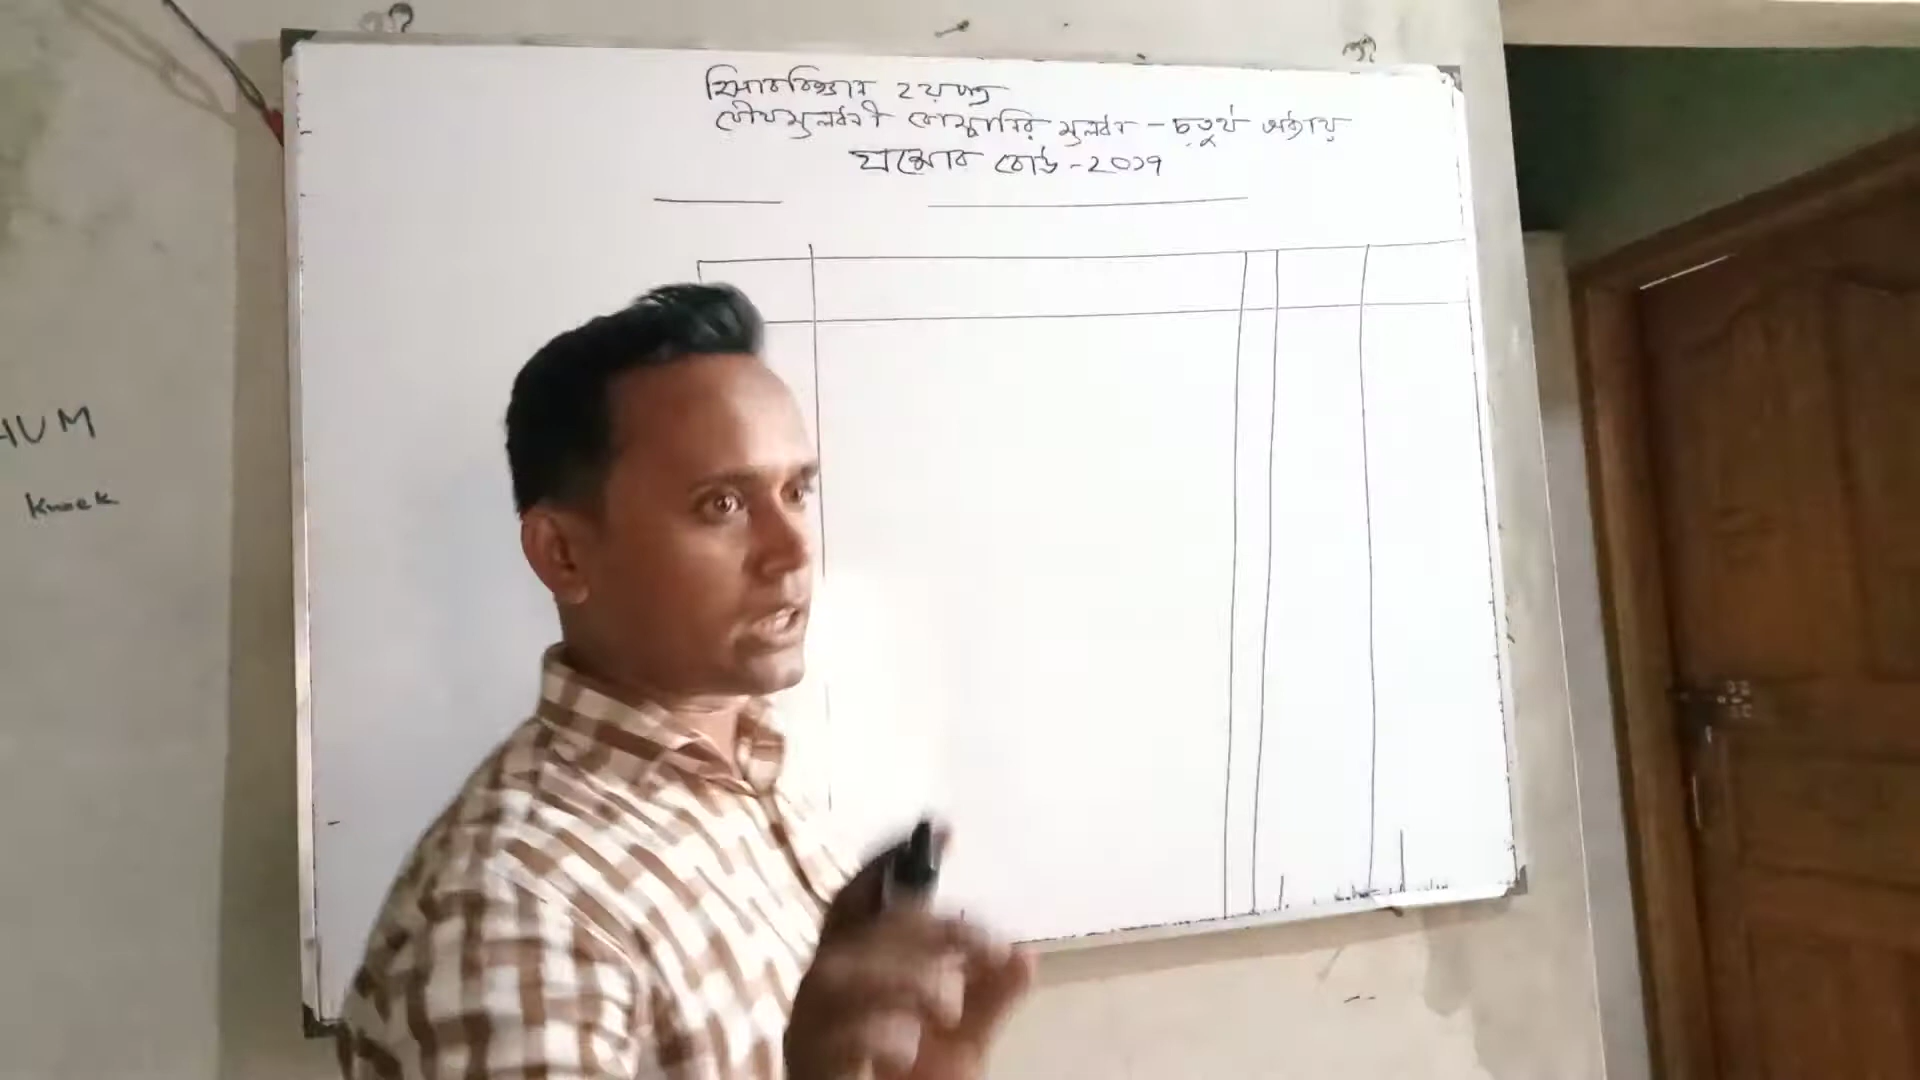 হিসাববিজ্ঞান ২য় পত্র
যৌথমূলধনী কোম্পানির মূলধন - চতুর্থ অধ্যায়
যশোর বোর্ড - ২০১৭
HUM
Knock